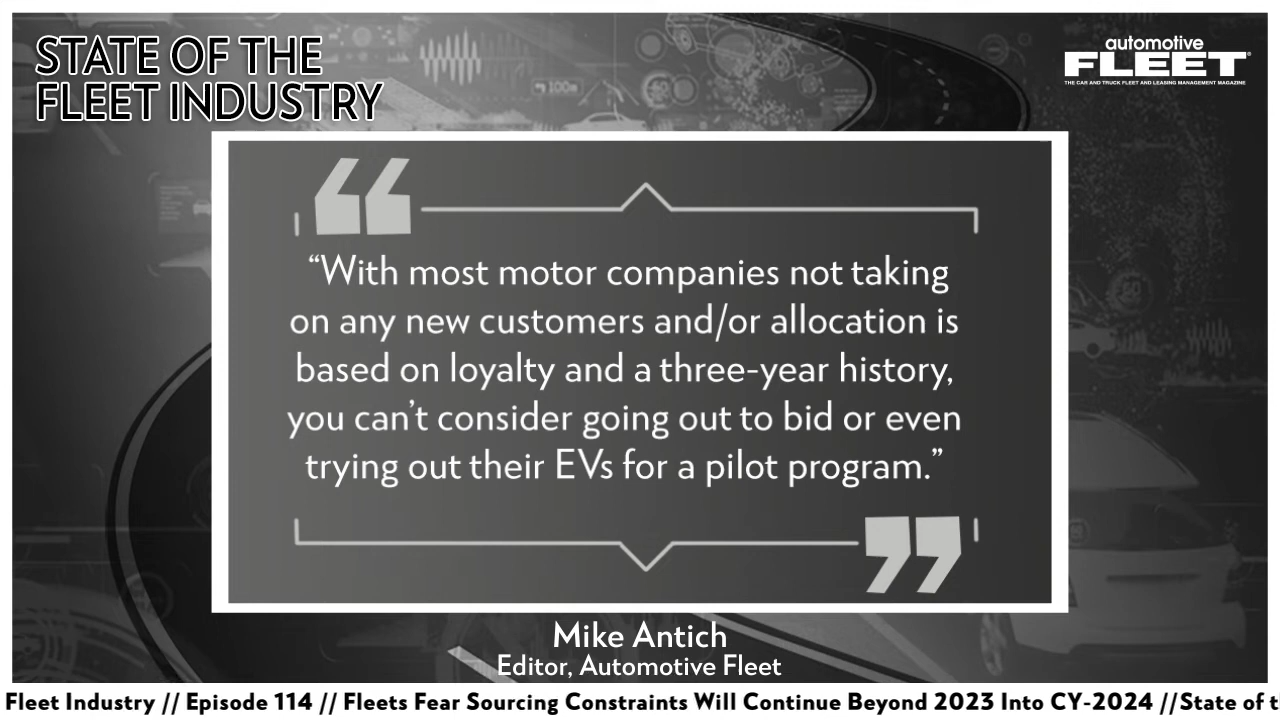 STATE OF THE
FLEET INDUSTRY
automotive
FLEET®
THE CAR AND TRUCK FLEET AND LEASING MANAGEMENT MAGAZINE
100m
“With most motor companies not taking
on any new customers and/or allocation is
based on loyalty and a three-year history,
you can’t consider going out to bid or even
trying out their EVs for a pilot program.”
Mike Antich
Editor, Automotive Fleet
Fleet Industry // Episode 114 // Fleets Fear Sourcing Constraints Will Continue Beyond 2023 Into CY-2024 //State of t